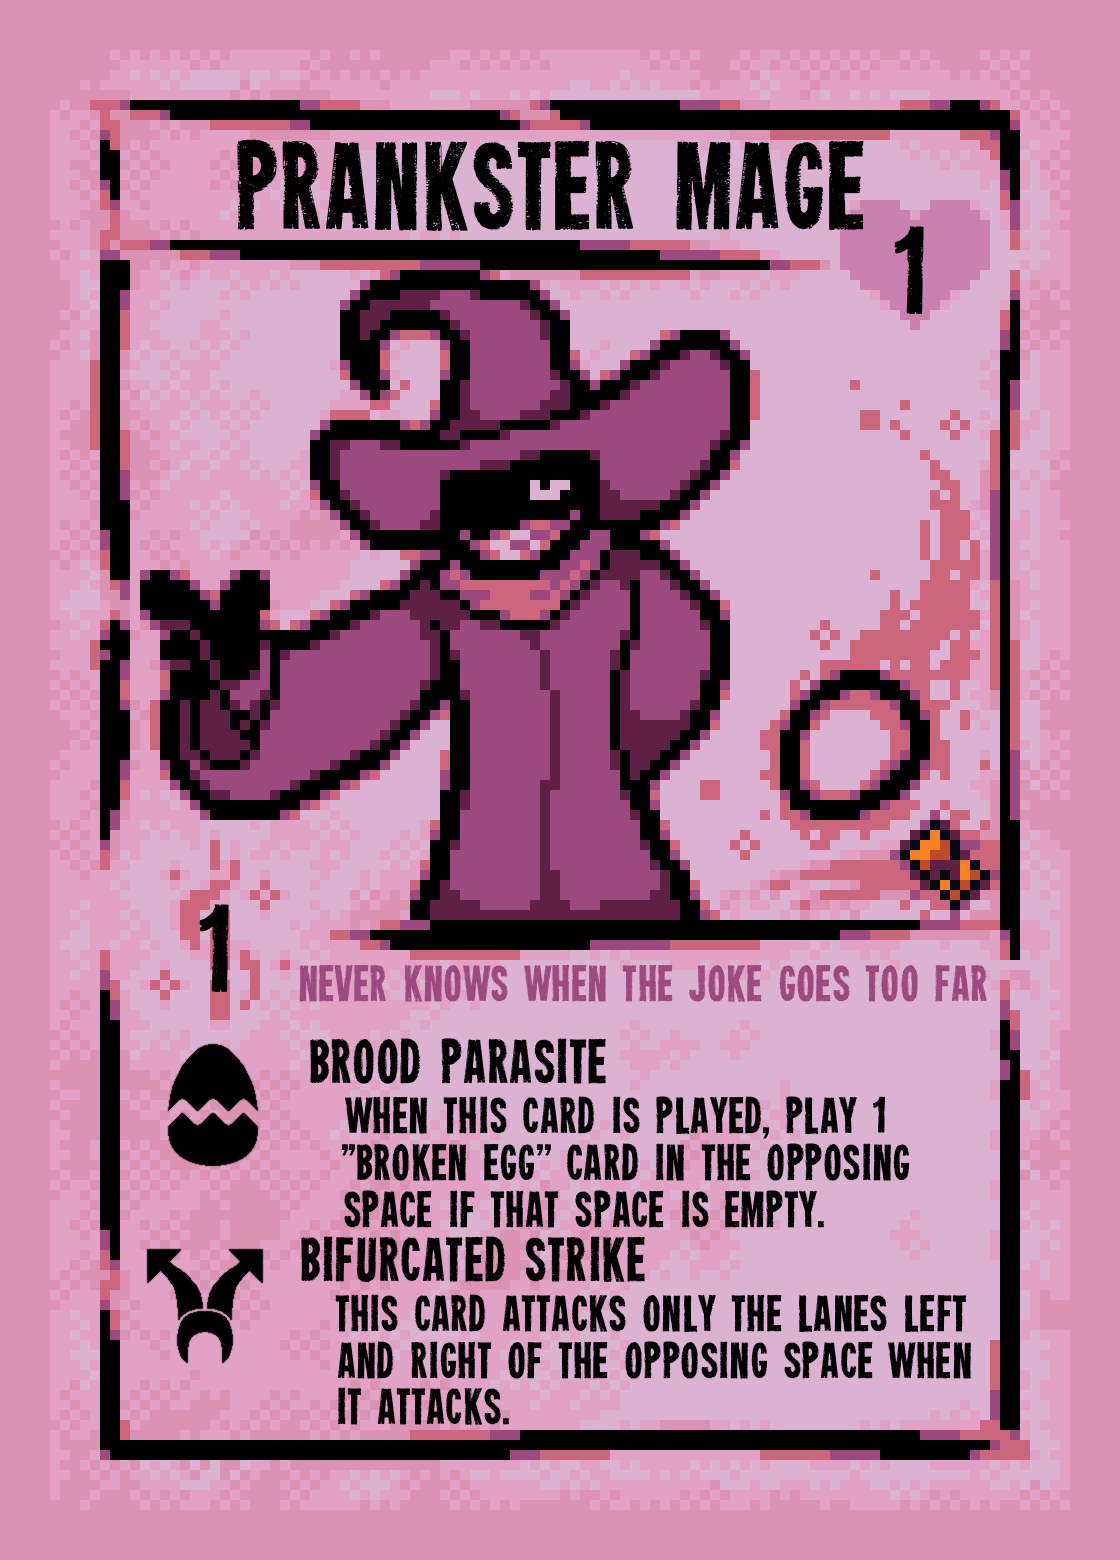 PRANKSTER MAGE
1
1
NEVER KNOWS WHEN THE JOKE GOES TOO FAR
BROOD PARASITE
WHEN THIS CARD IS PLAYED, PLAY 1
"BROKEN EGG" CARD IN THE OPPOSING
SPACE IF THAT SPACE IS EMPTY.
BIFURCATED STRIKE
THIS CARD ATTACKS ONLY THE LANES LEFT
AND RIGHT OF THE OPPOSING SPACE WHEN
IT ATTACKS.